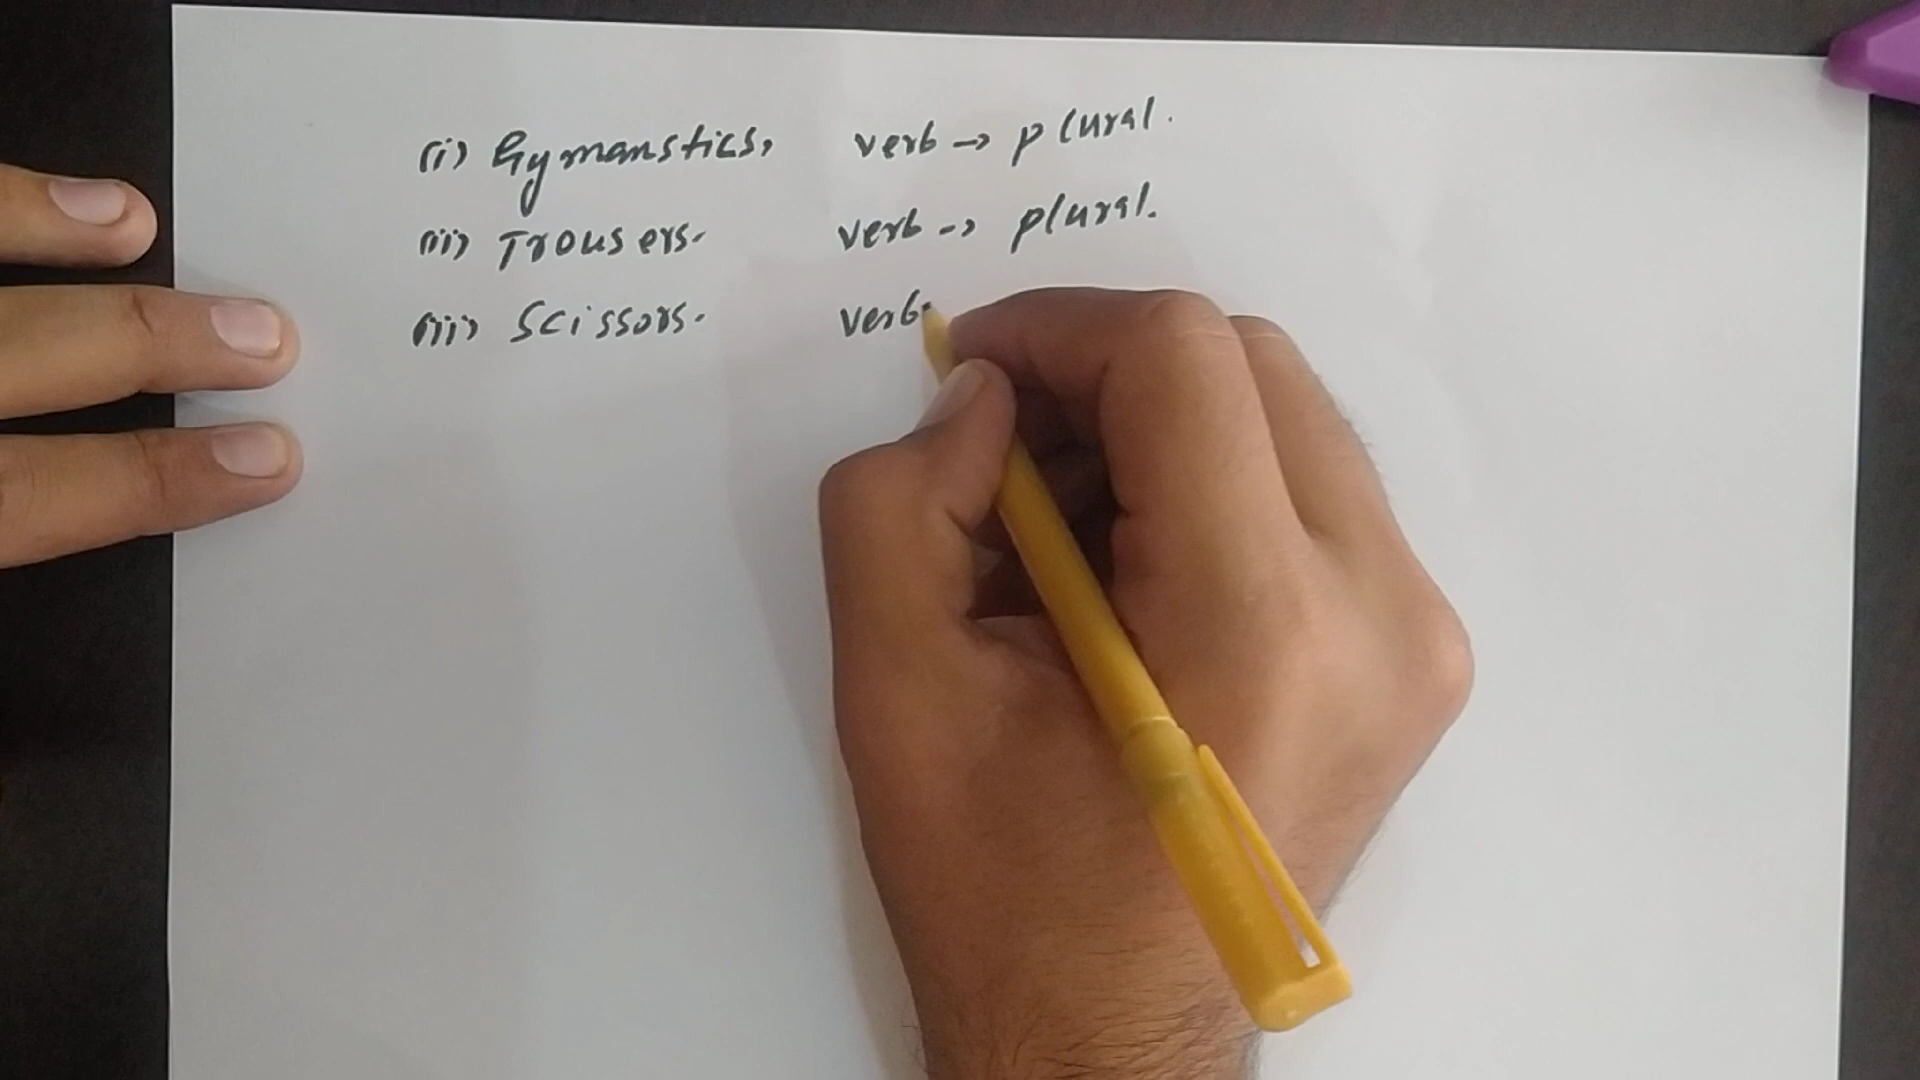 (i) Gymanstics, verb → plural.
(ii) Trousers. verb → plural.
(iii) Scissors. verb